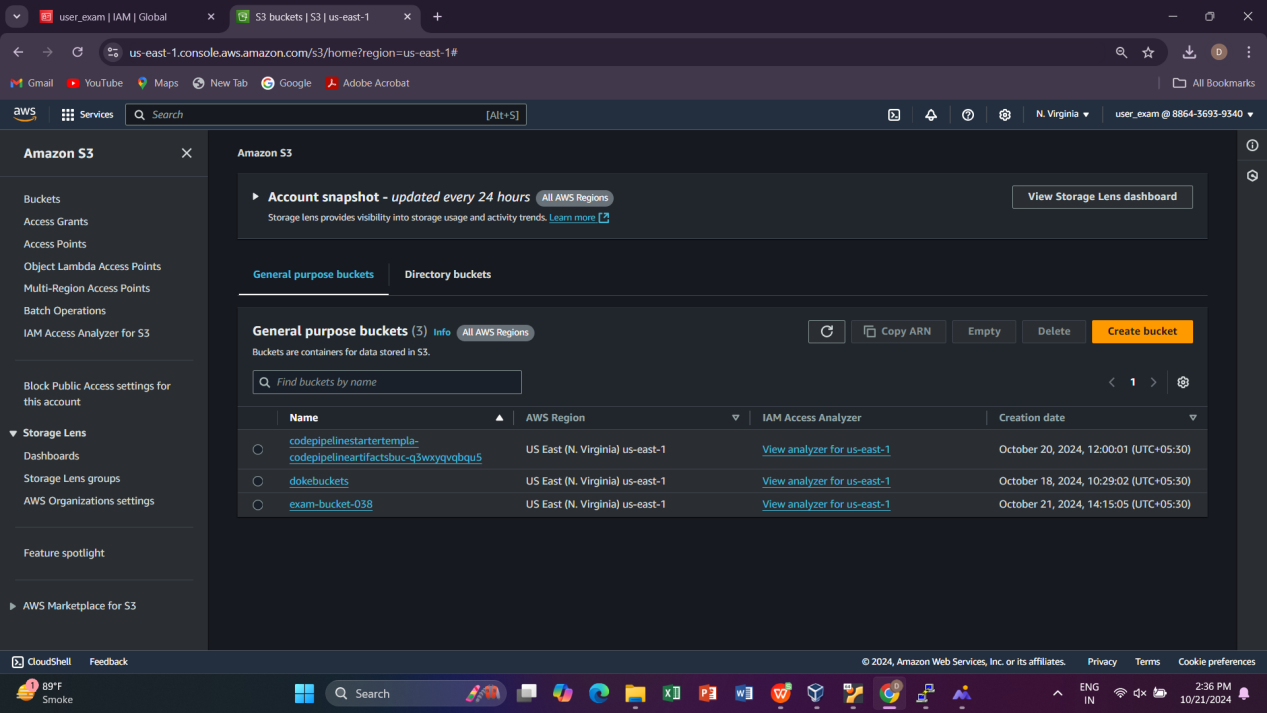 user_exam | IAM | Global
S3 buckets | S3 | us-east-1
us-east-1.console.aws.amazon.com/s3/home?region=us-east-1#
D
Gmail
YouTube
Maps
New Tab
Google
Adobe Acrobat
All Bookmarks
aws
Services
Search
[Alt+S]
N. Virginia
user_exam @ 8864-3693-9340
Amazon S3
Buckets
Access Grants
Access Points
Object Lambda Access Points
Multi-Region Access Points
Batch Operations
IAM Access Analyzer for S3
Block Public Access settings for
this account
Storage Lens
Dashboards
Storage Lens groups
AWS Organizations settings
Feature spotlight
AWS Marketplace for S3
Amazon S3
Account snapshot - updated every 24 hours All AWS Regions
Storage lens provides visibility into storage usage and activity trends. Learn more
View Storage Lens dashboard
General purpose buckets
Directory buckets
General purpose buckets (3) Info All AWS Regions
Buckets are containers for data stored in S3.
Copy ARN
Empty
Delete
Create bucket
Find buckets by name
1
Name
AWS Region
IAM Access Analyzer
Creation date
codepipelinestartertempla-
codepipelineartifactsbuc-q3wxyqvqbqu5
US East (N. Virginia) us-east-1
View analyzer for us-east-1
October 20, 2024, 12:00:01 (UTC+05:30)
dokebuckets
US East (N. Virginia) us-east-1
View analyzer for us-east-1
October 18, 2024, 10:29:02 (UTC+05:30)
exam-bucket-038
US East (N. Virginia) us-east-1
View analyzer for us-east-1
October 21, 2024, 14:15:05 (UTC+05:30)
CloudShell
Feedback
© 2024, Amazon Web Services, Inc. or its affiliates.
Privacy
Terms
Cookie preferences
1
89°F
Smoke
Search
ENG
IN
2:36 PM
10/21/2024